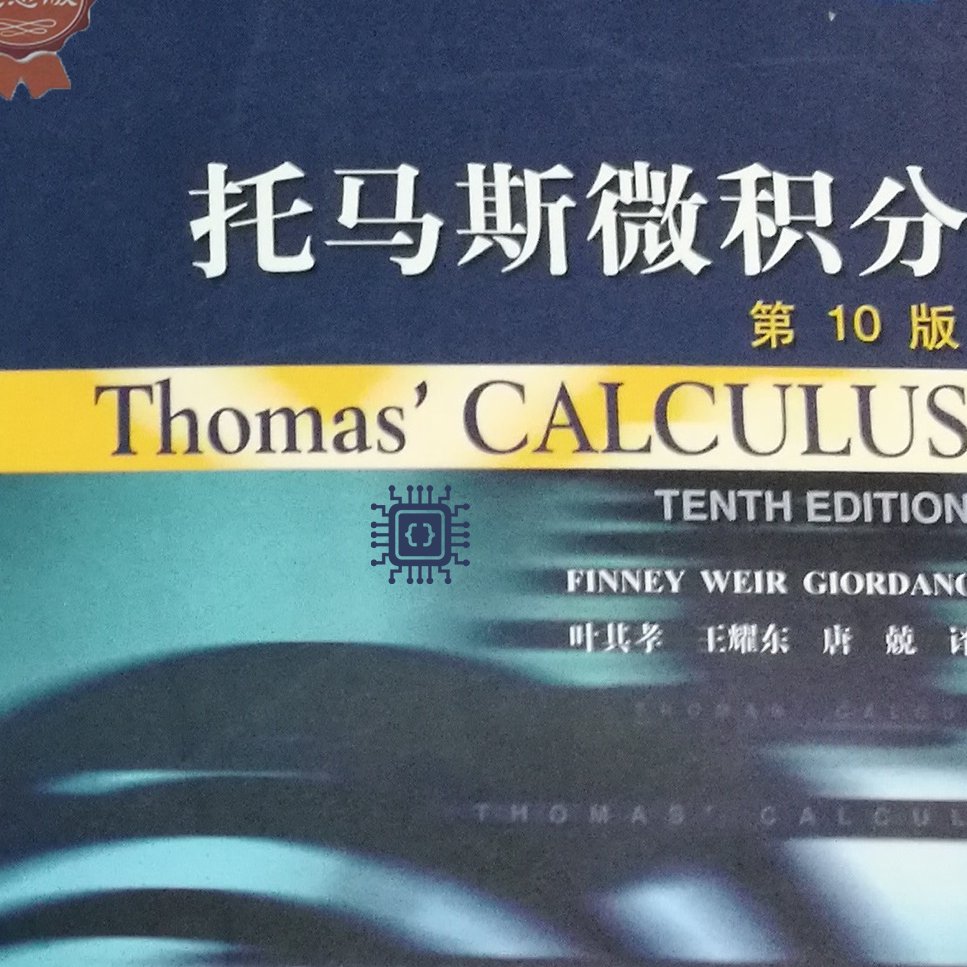 托马斯微积分
第 10 版
Thomas' CALCULUS
TENTH EDITION
FINNEY WEIR GIORDANO
叶其孝 王耀东 唐 兢 译
THOMAS' CALCU
THOMAS' CALCUL